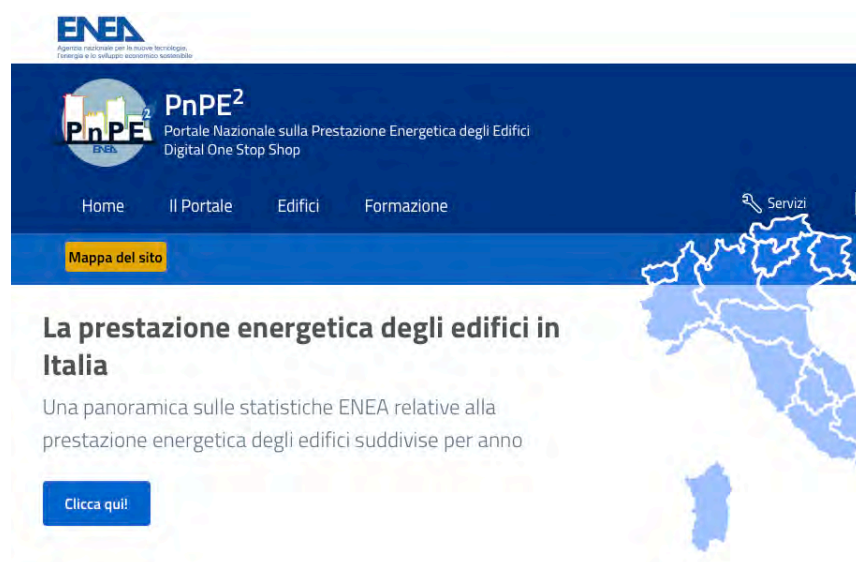 ENEA
Agenzia nazionale per le nuove tecnologie,
l'energia e lo sviluppo economico sostenibile
PnPE²
ENEA
PnPE²
Portale Nazionale sulla Prestazione Energetica degli Edifici
Digital One Stop Shop
Home Il Portale Edifici Formazione Servizi
Mappa del sito
La prestazione energetica degli edifici in
Italia
Una panoramica sulle statistiche ENEA relative alla
prestazione energetica degli edifici suddivise per anno
Clicca qui!